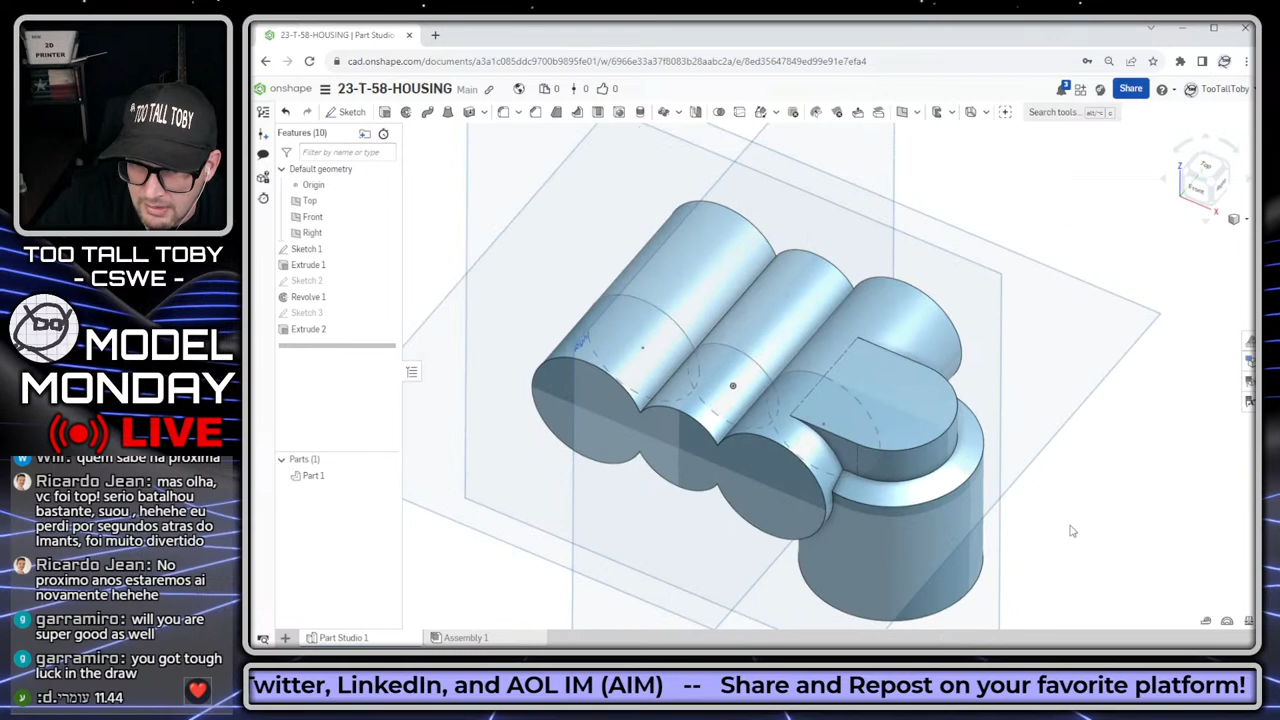 2D
PRINTER
#TOO TALL TOBY
TOO TALL TOBY
- CSWE -
MODEL
MONDAY
LIVE
Will: quem sabe na proxima
Ricardo Jean: mas olha,
vc foi top! serio batalhou
bastante, suou , hehehe eu
perdi por segundos atras do
Imants, foi muito divertido
Ricardo Jean: No
proximo anos estaremos ai
novamente hehehe
garramiro: will you are
super good as well
garramiro: you got tough
luck in the draw
:d.עומרי 11.44
23-T-58-HOUSING | Part Studio
cad.onshape.com/documents/a3a1c085ddc9700b9895fe01/w/6966e33a37f8083b28aabc2a/e/8ed35647849ed99e91e7efa4
onshape
23-T-58-HOUSING Main
0 0 0
3
Share
TooTallToby
Sketch
Search tools...
alt/⌥ c
Features (10)
Filter by name or type
Default geometry
Origin
Top
Front
Right
Sketch 1
Extrude 1
Sketch 2
Revolve 1
Sketch 3
Extrude 2
Parts (1)
Part 1
Z
Top
Front
X
Part Studio 1
Assembly 1
witter, LinkedIn, and AOL IM (AIM) -- Share and Repost on your favorite platform!